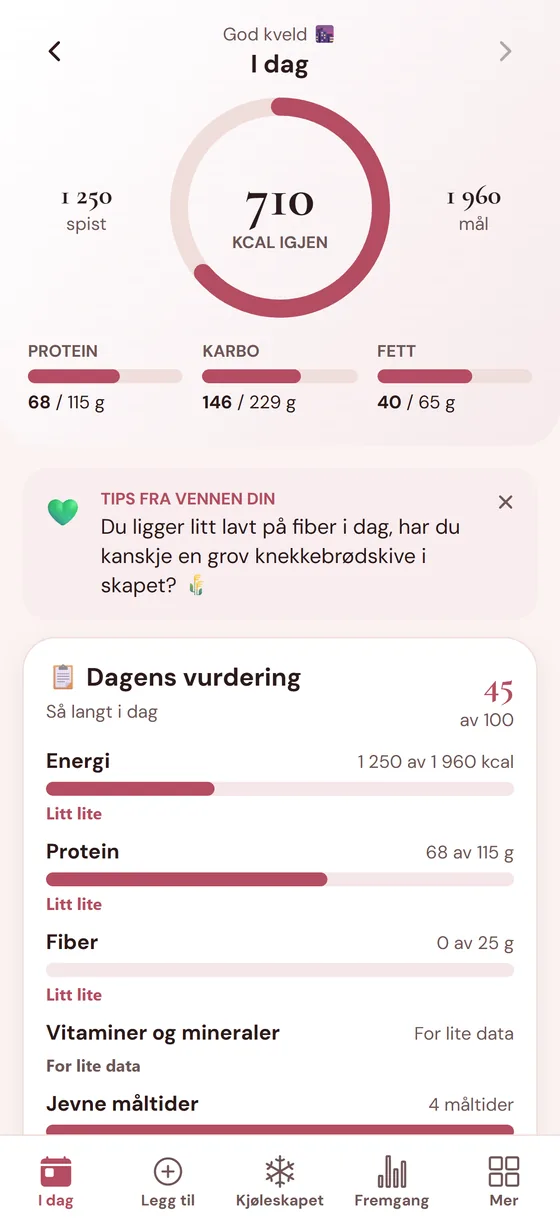 God kveld
I dag
1 250
spist
710
KCAL IGJEN
1 960
mål
PROTEIN
68 / 115 g
KARBO
146 / 229 g
FETT
40 / 65 g
TIPS FRA VENNEN DIN
Du ligger litt lavt på fiber i dag, har du
kanskje en grov knekkebrødskive i
skapet?
Dagens vurdering
Så langt i dag
45
av 100
Energi
1 250 av 1 960 kcal
Litt lite
Protein
68 av 115 g
Litt lite
Fiber
0 av 25 g
Litt lite
Vitaminer og mineraler
For lite data
For lite data
Jevne måltider
4 måltider
I dag
Legg til
Kjøleskapet
Fremgang
Mer